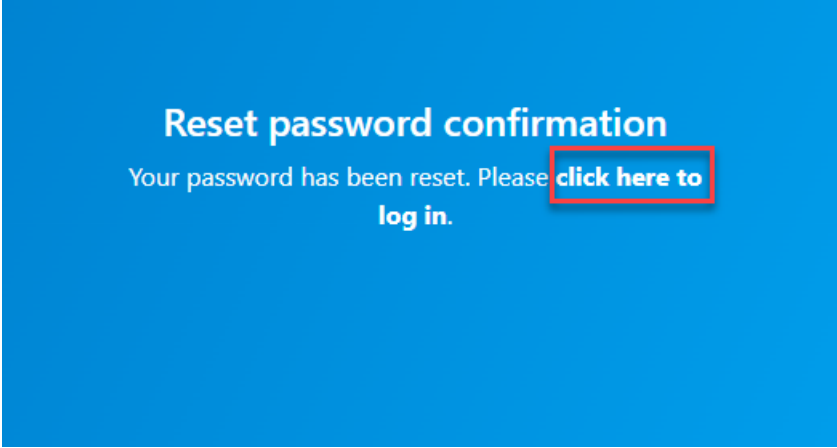 Reset password confirmation
Your password has been reset. Please click here to
log in.